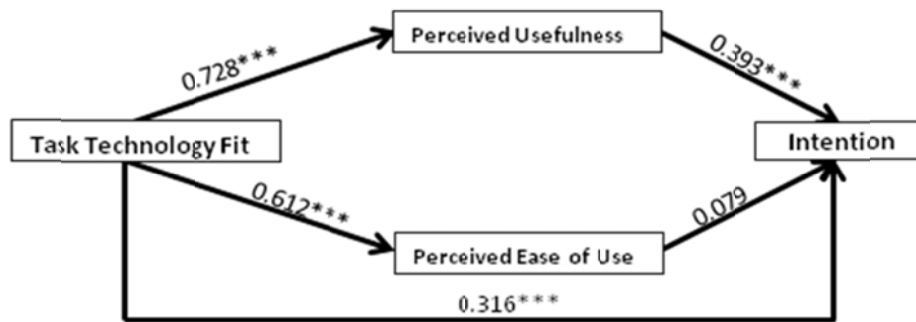 Perceived Usefulness
0.728***
0.393***
Task Technology Fit
Intention
0.612***
0.079
Perceived Ease of Use
0.316***